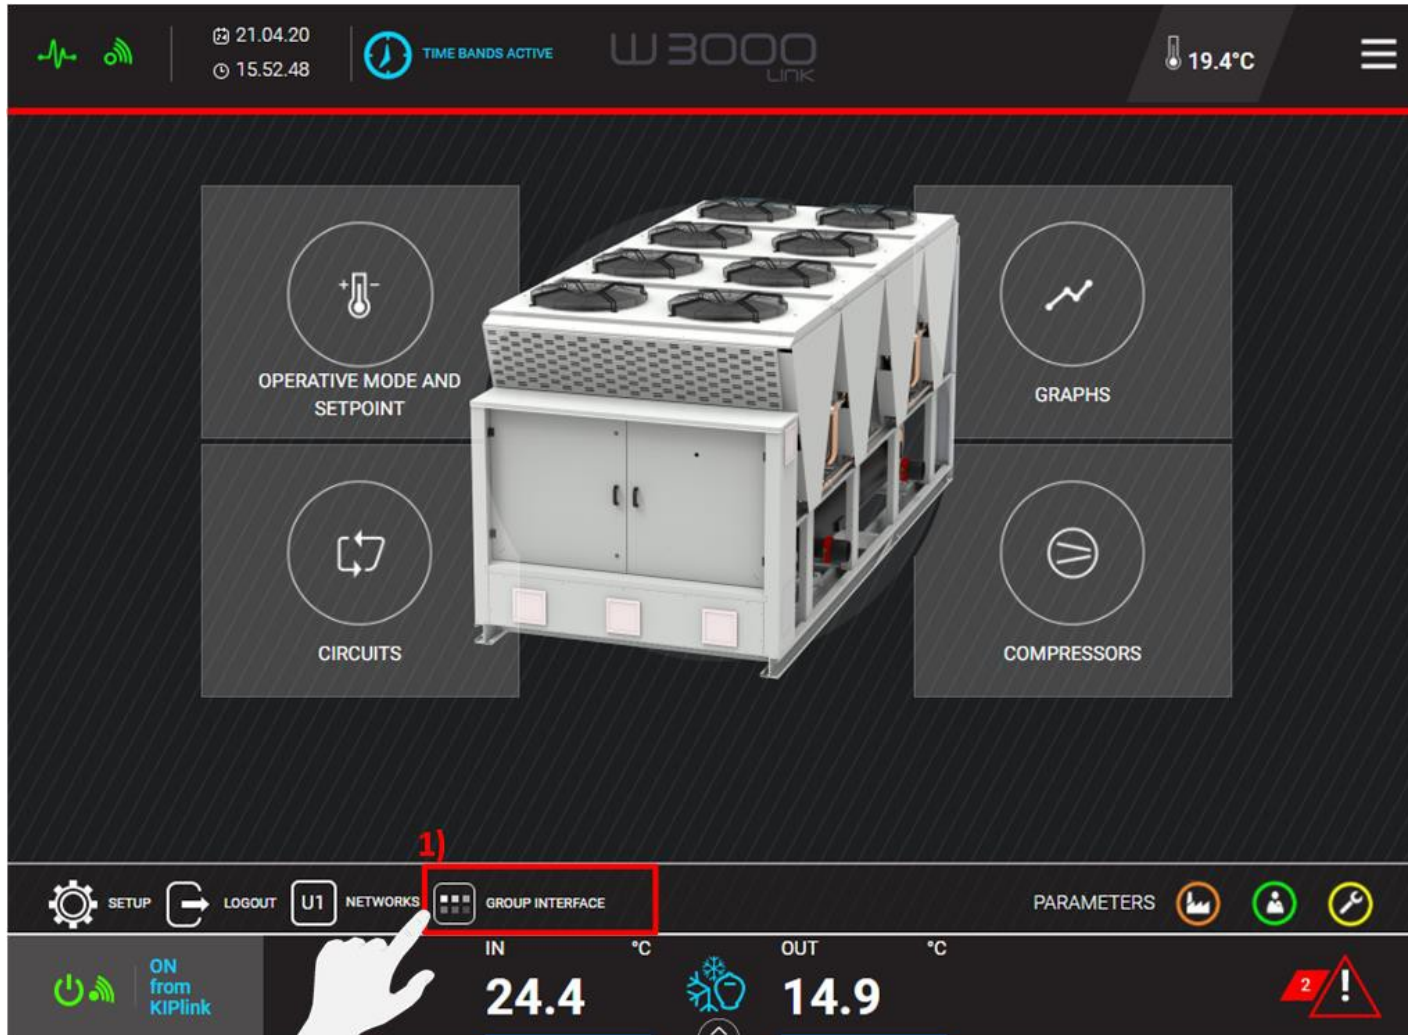 21.04.20
15.52.48
TIME BANDS ACTIVE
W3000
LINK
19.4°C
OPERATIVE MODE AND
SETPOINT
GRAPHS
CIRCUITS
COMPRESSORS
1)
SETUP
LOGOUT
U1
NETWORKS
GROUP INTERFACE
PARAMETERS
ON
from
KIPlink
IN °C
24.4
OUT °C
14.9
2